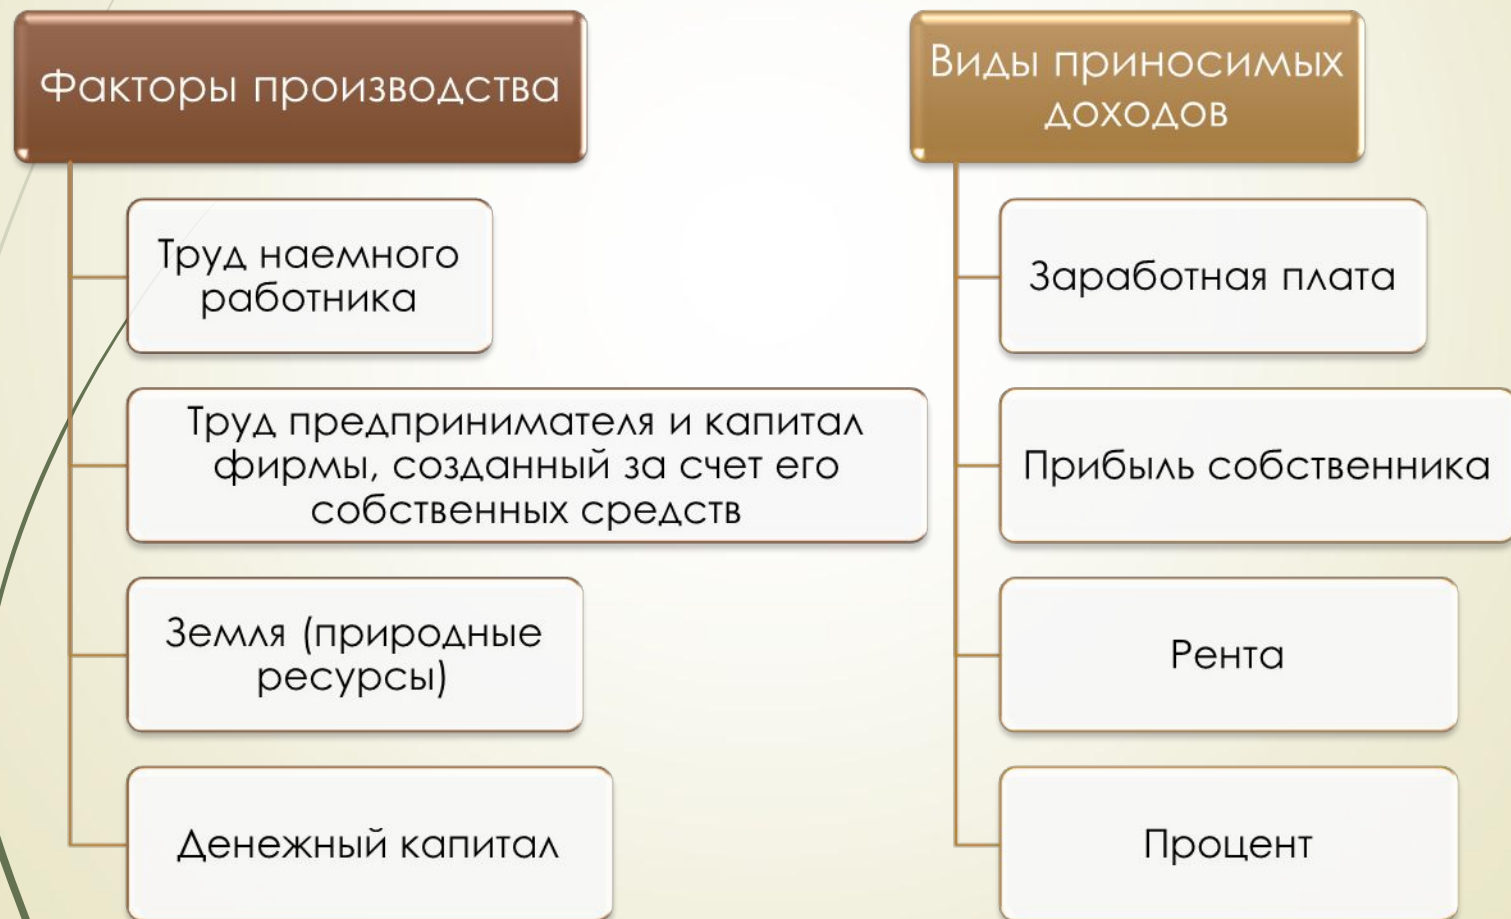 Факторы производства
Труд наемного
работника
Труд предпринимателя и капитал
фирмы, созданный за счет его
собственных средств
Земля (природные
ресурсы)
Денежный капитал
Виды приносимых
доходов
Заработная плата
Прибыль собственника
Рента
Процент